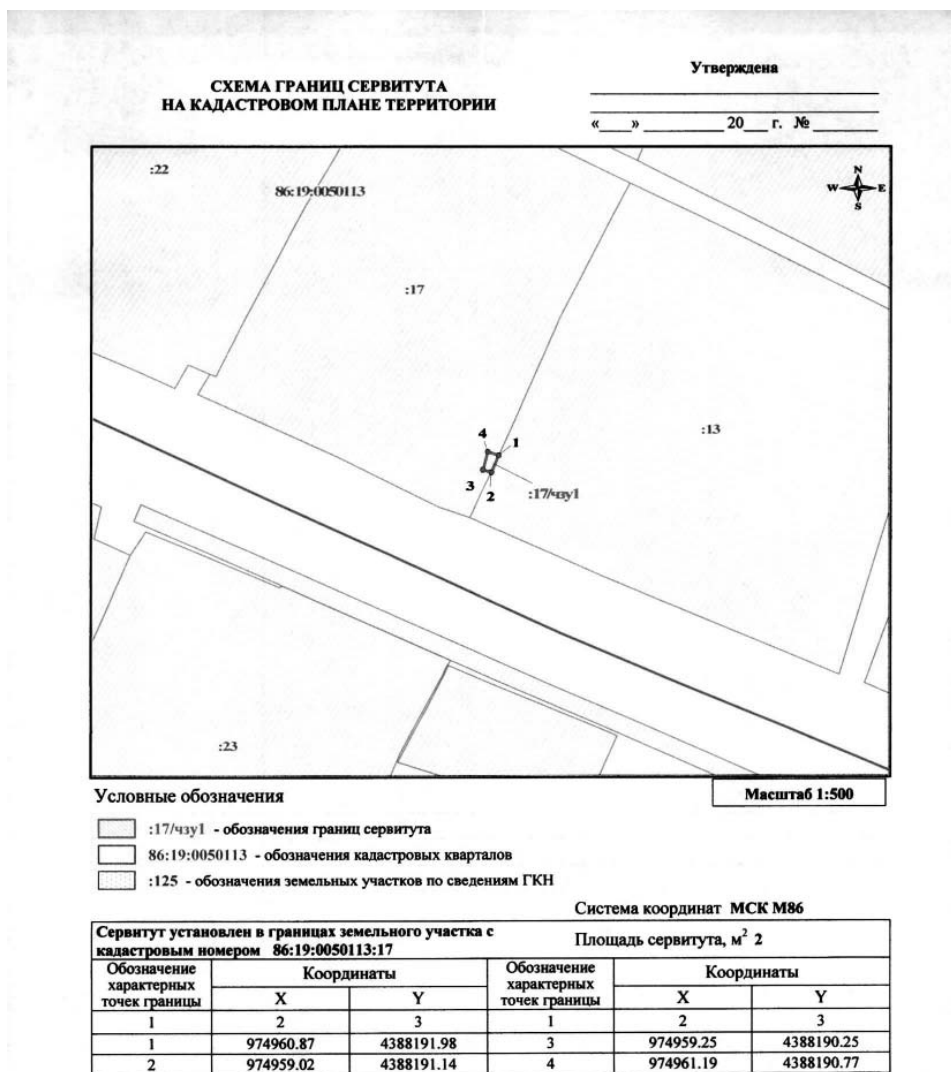 Утверждена
СХЕМА ГРАНИЦ СЕРВИТУТА
НА КАДАСТРОВОМ ПЛАНЕ ТЕРРИТОРИИ
«___» ________ 20__ г. № ______
:22
86:19:0050113
N
W E
S
:17
:13
4
1
3
2
:17/чзу1
:23
Условные обозначения
Масштаб 1:500
:17/чзу1 - обозначения границ сервитута
86:19:0050113 - обозначения кадастровых кварталов
:125 - обозначения земельных участков по сведениям ГКН
Система координат МСК М86
Сервитут установлен в границах земельного участка с
кадастровым номером 86:19:0050113:17
Площадь сервитута, м² 2
Обозначение характерных точек границы Координаты Обозначение характерных точек границы Координаты
X Y X Y
1 2 3 1 2 3
1 974960.87 4388191.98 3 974959.25 4388190.25
2 974959.02 4388191.14 4 974961.19 4388190.77